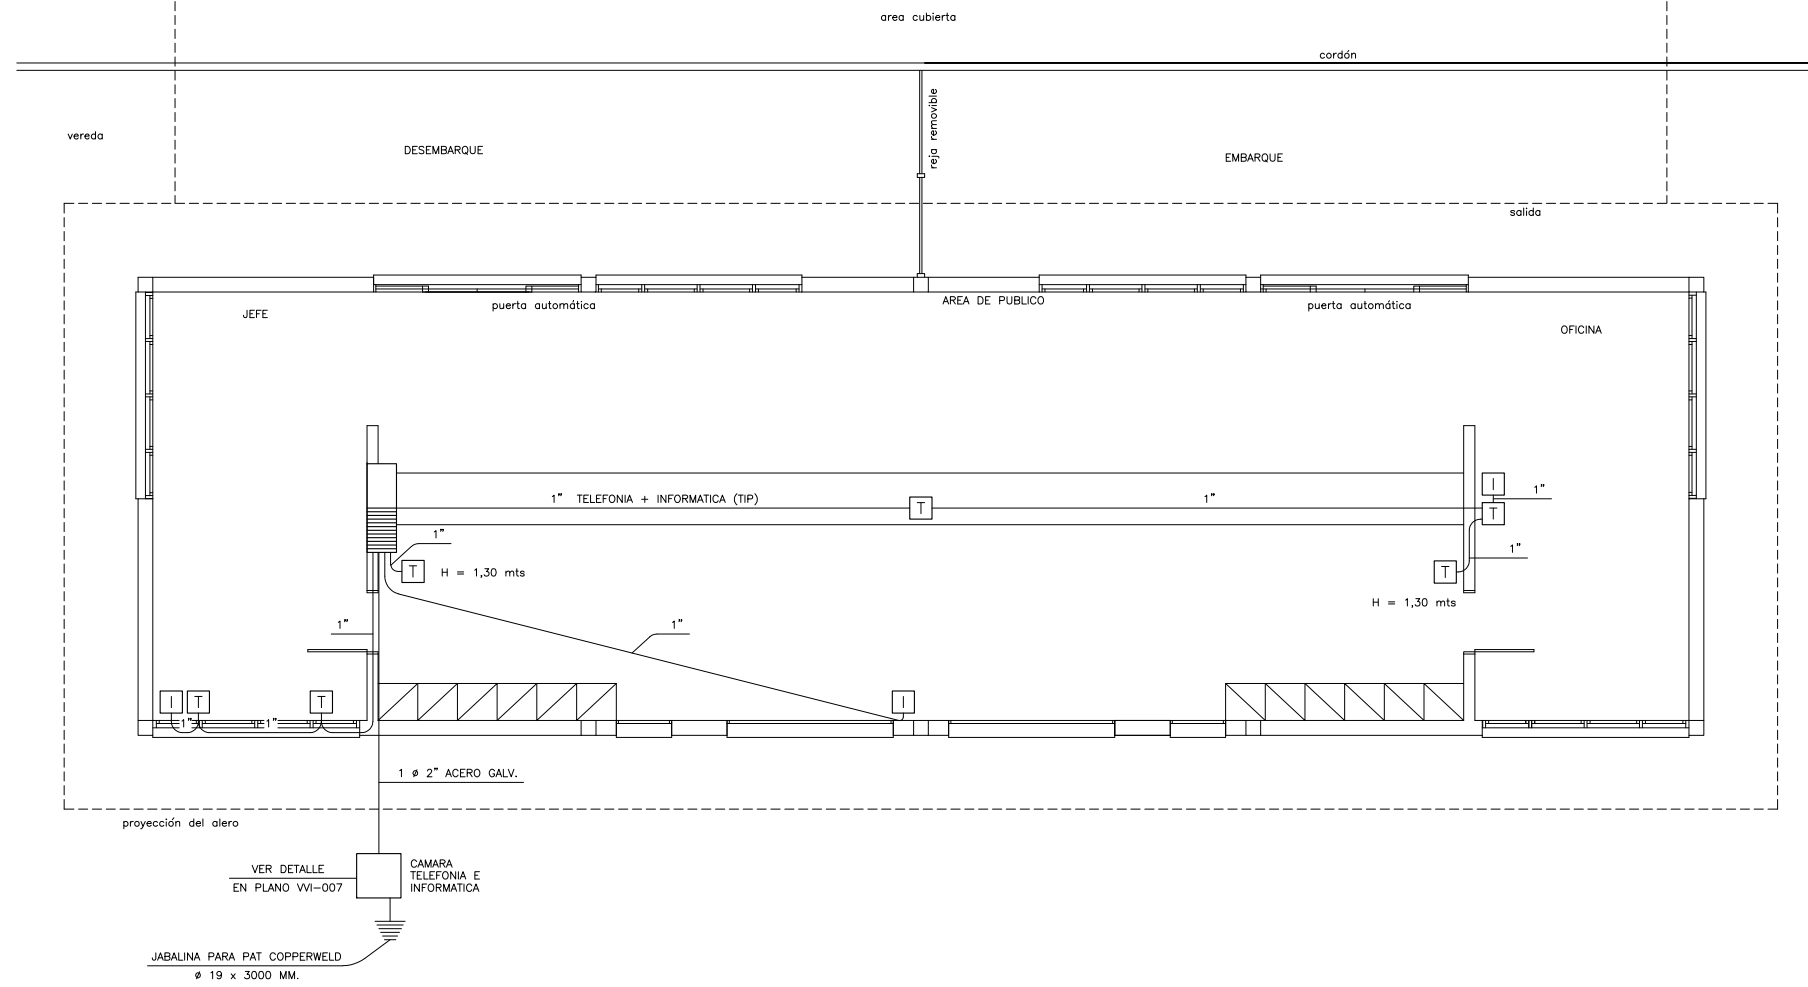 area cubierta
cordón
reja removible
vereda
DESEMBARQUE
EMBARQUE
salida
AREA DE PUBLICO
puerta automática
puerta automática
JEFE
OFICINA
I
1"
1" TELEFONIA + INFORMATICA (TIP)
1"
T
T
1"
1"
T
H = 1,30 mts
T
H = 1,30 mts
1"
1"
I
T
T
I
1"
1"
1 ø 2" ACERO GALV.
proyección del alero
VER DETALLE
EN PLANO VVI-007
CAMARA
TELEFONIA E
INFORMATICA
JABALINA PARA PAT COPPERWELD
ø 19 x 3000 MM.